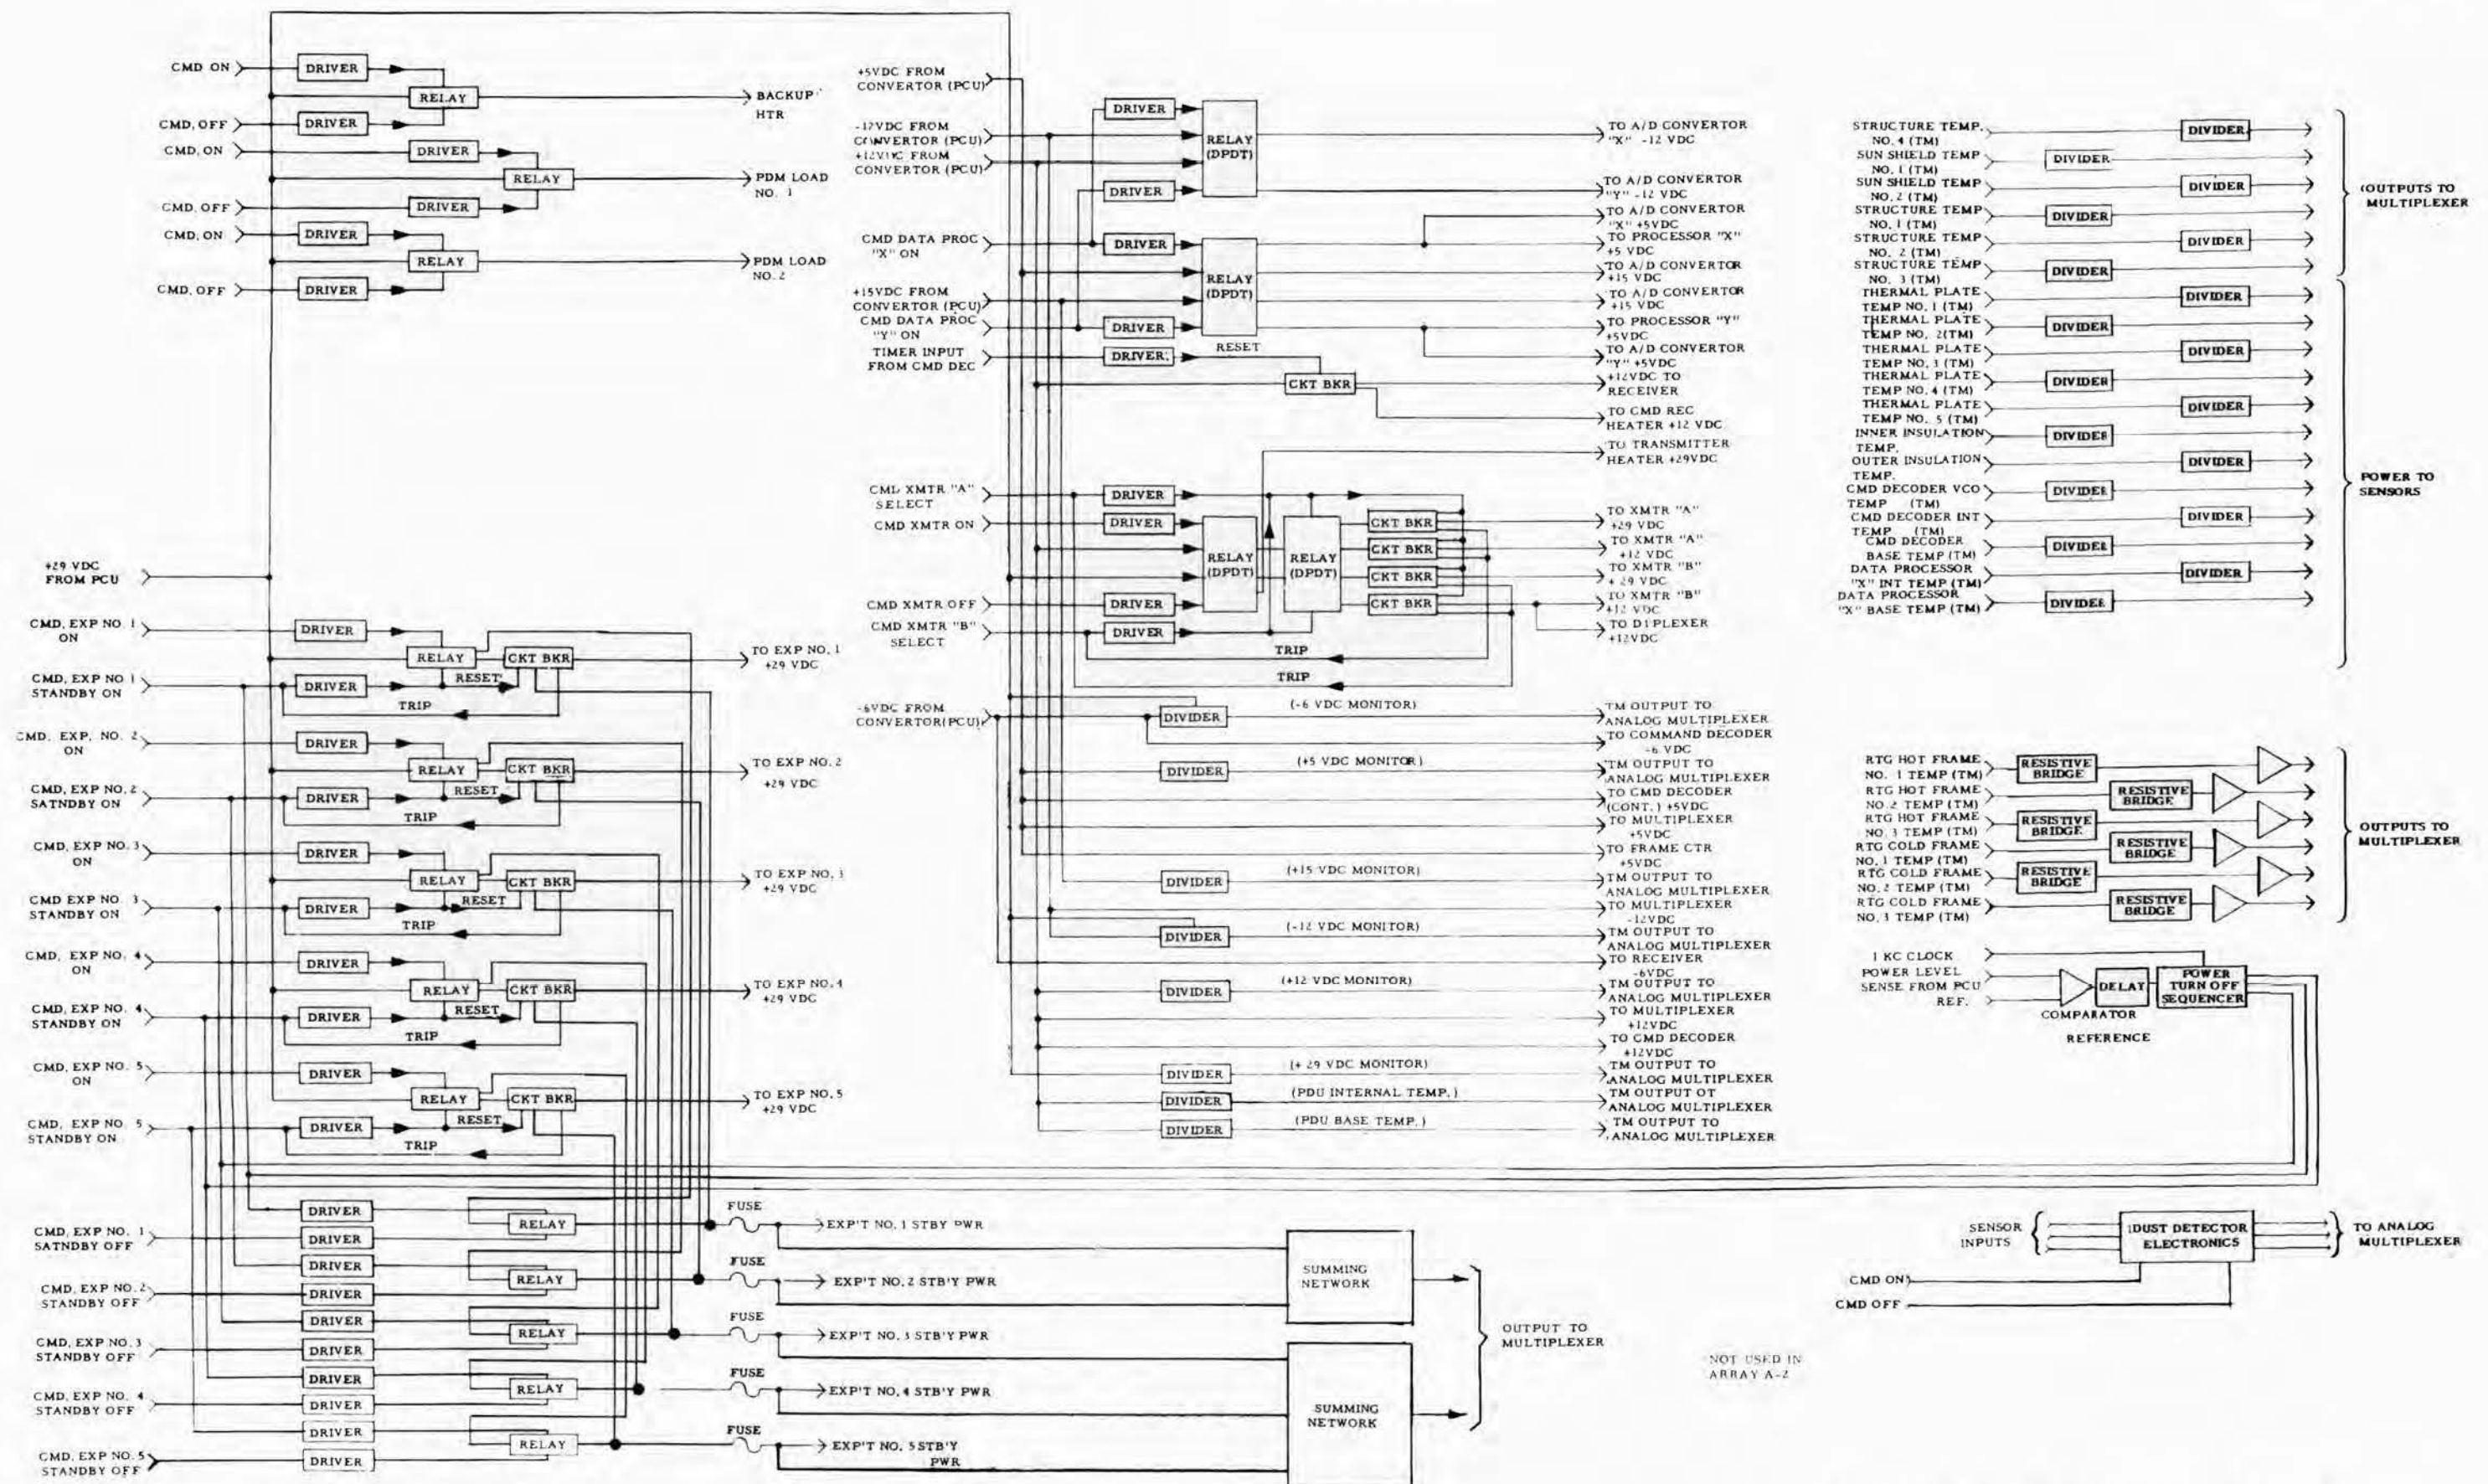 CMD ON
DRIVER
RELAY
BACKUP
HTR
CMD, OFF
DRIVER
CMD, ON
DRIVER
RELAY
PDM LOAD
NO. 1
CMD, OFF
DRIVER
CMD, ON
DRIVER
RELAY
PDM LOAD
NO. 2
CMD, OFF
DRIVER
+29 VDC
FROM PCU
CMD, EXP NO. 1
ON
DRIVER
RELAY
CKT BKR
TO EXP NO. 1
+29 VDC
CMD, EXP NO 1
STANDBY ON
DRIVER
RESET
TRIP
CMD, EXP, NO. 2
ON
DRIVER
RELAY
CKT BKR
TO EXP NO. 2
+29 VDC
CMD, EXP NO, 2
SATNDBY ON
DRIVER
RESET
TRIP
CMD, EXP NO. 3
ON
DRIVER
RELAY
CKT BKR
TO EXP NO. 3
+29 VDC
CMD EXP NO. 3
STANDBY ON
DRIVER
RESET
TRIP
CMD, EXP NO. 4
ON
DRIVER
RELAY
CKT BKR
TO EXP NO. 4
+29 VDC
CMD, EXP NO. 4
STANDBY ON
DRIVER
RESET
TRIP
CMD, EXP NO. 5
ON
DRIVER
RELAY
CKT BKR
TO EXP NO. 5
+29 VDC
CMD, EXP NO. 5
STANDBY ON
DRIVER
RESET
TRIP
DRIVER
CMD, EXP NO. 1
SATNDBY OFF
DRIVER
RELAY
FUSE
EXP'T NO. 1 STBY PWR
DRIVER
CMD, EXP NO. 2
STANDBY OFF
DRIVER
RELAY
FUSE
EXP'T NO. 2 STB'Y PWR
DRIVER
CMD, EXP NO. 3
STANDBY OFF
DRIVER
RELAY
FUSE
EXP'T NO. 3 STB'Y PWR
DRIVER
CMD, EXP NO. 4
STANDBY OFF
DRIVER
RELAY
FUSE
EXP'T NO. 4 STB'Y PWR
DRIVER
CMD, EXP NO. 5
STANDBY OFF
DRIVER
RELAY
FUSE
EXP'T NO. 5 STB'Y
PWR
SUMMING
NETWORK
SUMMING
NETWORK
OUTPUT TO
MULTIPLEXER
+5VDC FROM
CONVERTOR (PCU)
-12VDC FROM
CONVERTOR (PCU)
+12VDC FROM
CONVERTOR (PCU)
DRIVER
RELAY
(DPDT)
DRIVER
TO A/D CONVERTOR
"X" -12 VDC
TO A/D CONVERTOR
"Y" -12 VDC
CMD DATA PROC
"X" ON
+15VDC FROM
CONVERTOR (PCU)
CMD DATA PROC
"Y" ON
DRIVER
RELAY
(DPDT)
DRIVER
TO A/D CONVERTOR
"X" +5VDC
TO PROCESSOR "X"
+5 VDC
TO A/D CONVERTOR
+15 VDC
TO A/D CONVERTOR
+15 VDC
TO PROCESSOR "Y"
+5VDC
TO A/D CONVERTOR
"Y" +5VDC
TIMER INPUT
FROM CMD DEC
DRIVER
RESET
CKT BKR
+12VDC TO
RECEIVER
TO CMD REC
HEATER +12 VDC
TO TRANSMITTER
HEATER +29VDC
CMD XMTR "A"
SELECT
DRIVER
CMD XMTR ON
DRIVER
RELAY
(DPDT)
RELAY
(DPDT)
CKT BKR
CKT BKR
CKT BKR
CKT BKR
CMD XMTR OFF
DRIVER
CMD XMTR "B"
SELECT
DRIVER
TRIP
TRIP
TO XMTR "A"
+29 VDC
TO XMTR "A"
+12 VDC
TO XMTR "B"
+ 29 VDC
TO XMTR "B"
+12 VDC
TO DIPLEXER
+12VDC
-6VDC FROM
CONVERTOR(PCU)
DIVIDER
(-6 VDC MONITOR)
TM OUTPUT TO
ANALOG MULTIPLEXER
TO COMMAND DECODER
-6 VDC
DIVIDER
(+5 VDC MONITOR)
TM OUTPUT TO
ANALOG MULTIPLEXER
TO CMD DECODER
(CONT.) +5VDC
TO MULTIPLEXER
+5VDC
TO FRAME CTR
+5VDC
DIVIDER
(+15 VDC MONITOR)
TM OUTPUT TO
ANALOG MULTIPLEXER
TO MULTIPLEXER
-12VDC
DIVIDER
(-12 VDC MONITOR)
TM OUTPUT TO
ANALOG MULTIPLEXER
TO RECEIVER
-6VDC
DIVIDER
(+12 VDC MONITOR)
TM OUTPUT TO
ANALOG MULTIPLEXER
TO MULTIPLEXER
+12VDC
TO CMD DECODER
+12VDC
DIVIDER
(+ 29 VDC MONITOR)
TM OUTPUT TO
ANALOG MULTIPLEXER
DIVIDER
(PDU INTERNAL TEMP.)
TM OUTPUT OT
ANALOG MULTIPLEXER
DIVIDER
(PDU BASE TEMP.)
TM OUTPUT TO
ANALOG MULTIPLEXER
STRUCTURE TEMP.
NO. 4 (TM)
DIVIDER
SUN SHIELD TEMP
NO. 1 (TM)
DIVIDER
SUN SHIELD TEMP
NO. 2 (TM)
DIVIDER
STRUCTURE TEMP
NO. 1 (TM)
DIVIDER
STRUCTURE TEMP
NO. 2 (TM)
DIVIDER
STRUCTURE TEMP
NO. 3 (TM)
DIVIDER
(OUTPUTS TO
MULTIPLEXER
THERMAL PLATE
TEMP NO. 1 (TM)
DIVIDER
THERMAL PLATE
TEMP NO. 2(TM)
DIVIDER
THERMAL PLATE
TEMP NO. 3 (TM)
DIVIDER
THERMAL PLATE
TEMP NO. 4 (TM)
DIVIDER
THERMAL PLATE
TEMP NO. 5 (TM)
DIVIDER
INNER INSULATION
TEMP.
DIVIDER
OUTER INSULATION
TEMP.
DIVIDER
CMD DECODER VCO
TEMP (TM)
DIVIDER
CMD DECODER INT
TEMP. (TM)
DIVIDER
CMD DECODER
BASE TEMP (TM)
DIVIDER
DATA PROCESSOR
"X" INT TEMP (TM)
DIVIDER
DATA PROCESSOR
"X" BASE TEMP (TM)
DIVIDER
POWER TO
SENSORS
RTG HOT FRAME
NO. 1 TEMP (TM)
RESISTIVE
BRIDGE
RTG HOT FRAME
NO. 2 TEMP (TM)
RESISTIVE
BRIDGE
RTG HOT FRAME
NO. 3 TEMP (TM)
RESISTIVE
BRIDGE
RTG COLD FRAME
NO. 1 TEMP (TM)
RESISTIVE
BRIDGE
RTG COLD FRAME
NO. 2 TEMP (TM)
RESISTIVE
BRIDGE
RTG COLD FRAME
NO. 3 TEMP (TM)
RESISTIVE
BRIDGE
OUTPUTS TO
MULTIPLEXER
1 KC CLOCK
POWER LEVEL
SENSE FROM PCU
REF.
DELAY
POWER
TURN OFF
SEQUENCER
COMPARATOR
REFERENCE
SENSOR
INPUTS
DUST DETECTOR
ELECTRONICS
TO ANALOG
MULTIPLEXER
CMD ON
CMD OFF
NOT USED IN
ARRAY A-2